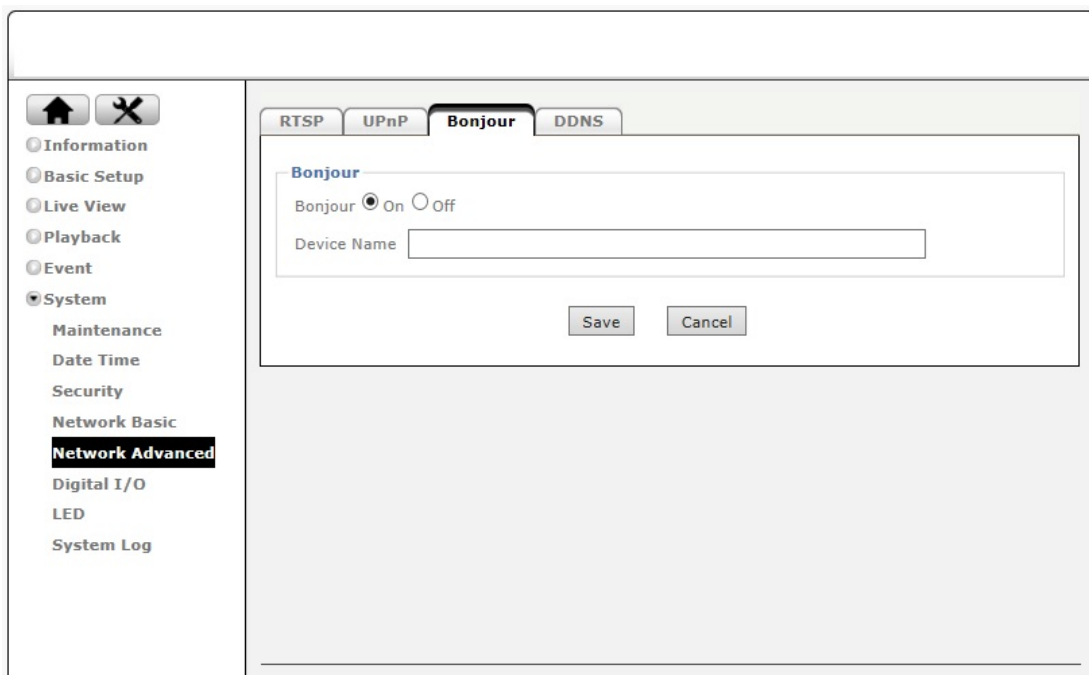 Information
Basic Setup
Live View
Playback
Event
System
Maintenance
Date Time
Security
Network Basic
Network Advanced
Digital I/O
LED
System Log
RTSP UPnP Bonjour DDNS
Bonjour
Bonjour On Off
Device Name
Save Cancel